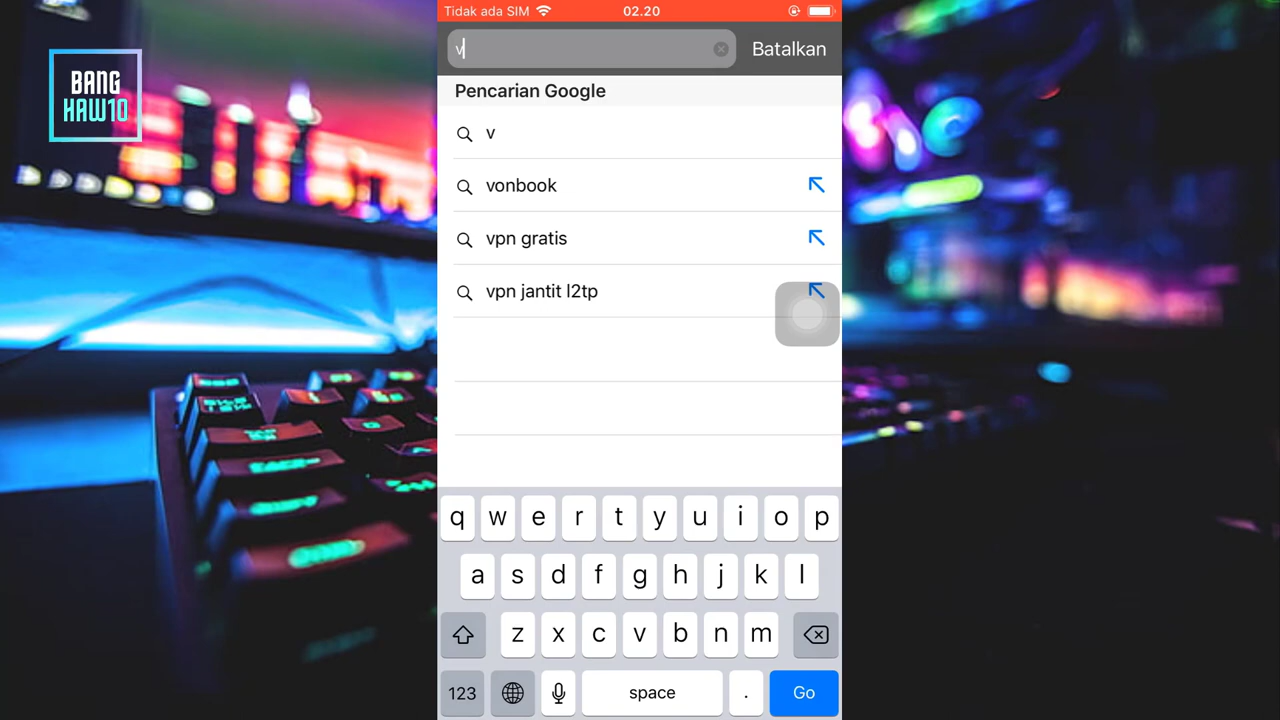 BANG
HAW10
Tidak ada SIM
02.20
v
Batalkan
Pencarian Google
v
vonbook
vpn gratis
vpn jantit l2tp
q w e r t y u i o p
a s d f g h j k l
z x c v b n m
123 space . Go